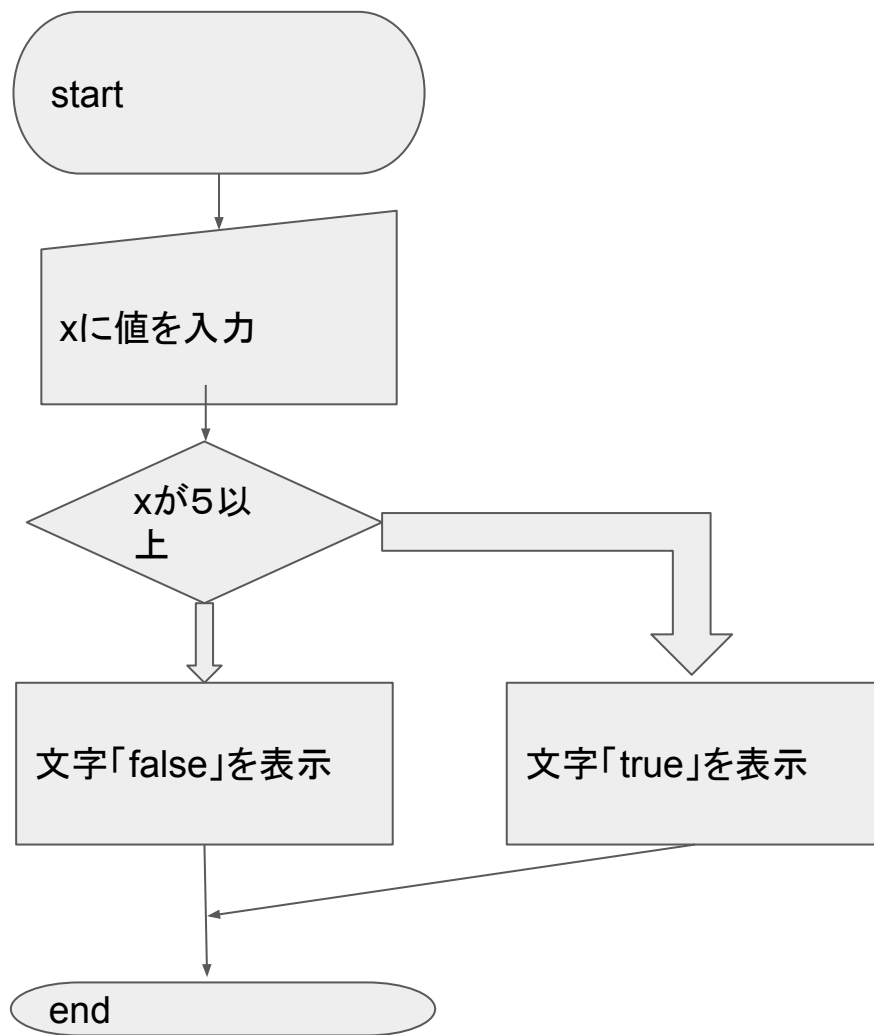 start
xに値を入力
xが５以
上
文字｢false｣を表示
文字｢true｣を表示
end